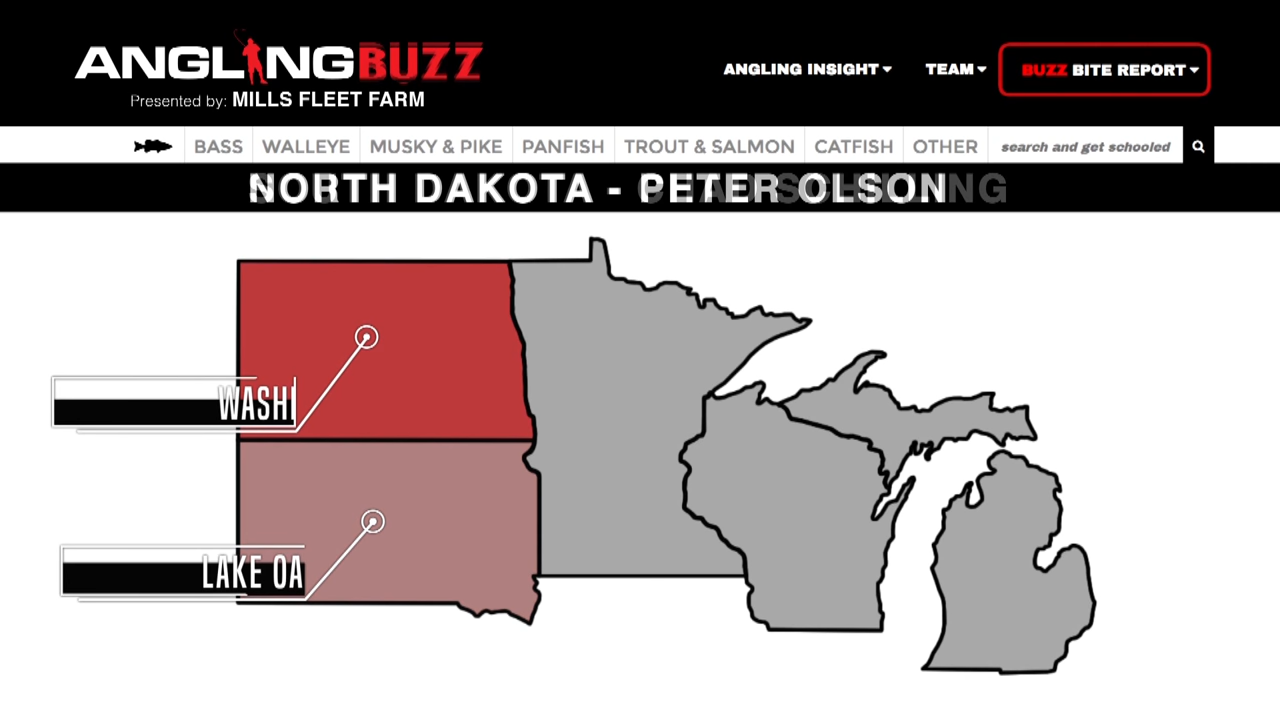 ANGLINGBUZZ
Presented by: MILLS FLEET FARM
ANGLING INSIGHT
TEAM
BUZZ BITE REPORT
BASS
WALLEYE
MUSKY & PIKE
PANFISH
TROUT & SALMON
CATFISH
OTHER
search and get schooled
NORTH DAKOTA - PETER OLSON
WASHI
LAKE OA